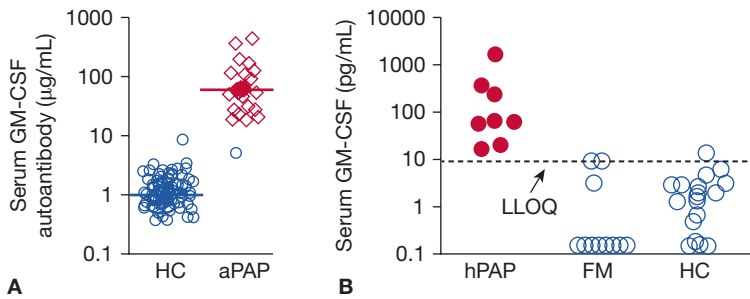 Serum GM-CSF
autoantibody (μg/mL)
1000
100
10
1
0.1
HC
aPAP
A
B
Serum GM-CSF (pg/mL)
10000
1000
100
10
1
0.1
LLOQ
hPAP
FM
HC